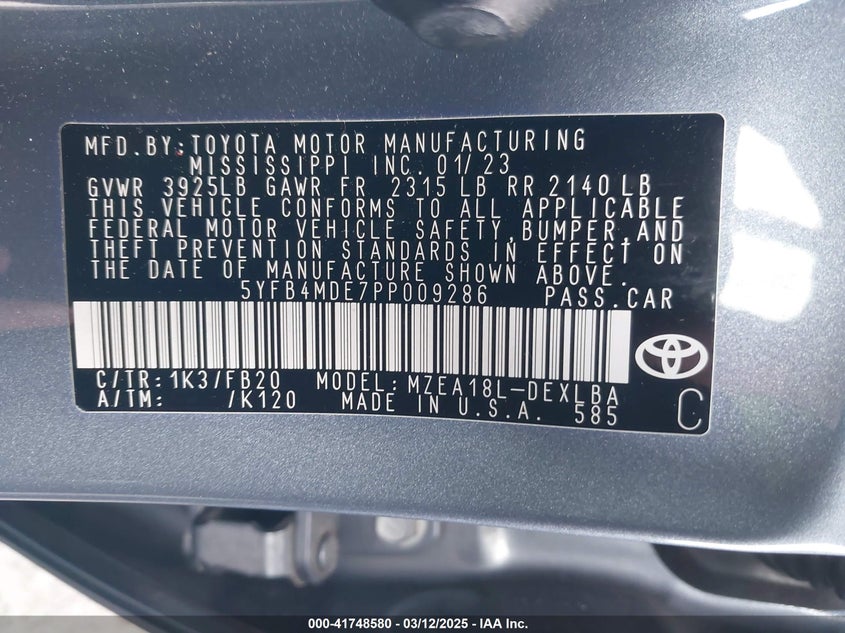 MFD.BY:TOYOTA MOTOR MANUFACTURING
MISSISSIPPI INC. 01/23
GVWR 3925LB GAWR FR 2315 LB RR 2140 LB
THIS VEHICLE CONFORMS TO ALL APPLICABLE
FEDERAL MOTOR VEHICLE SAFETY,BUMPER,AND
THEFT PREVENTION STANDARDS IN EFFECT ON
THE DATE OF MANUFACTURE SHOWN ABOVE.
5YFB4MDE7PP009286 PASS.CAR
C/TR: 1K3/FB20 MODEL: MZEA18L-DEXLBA
A/TM: /K120 MADE IN U.S.A. 585
C
000-41748580 - 03/12/2025 - IAA Inc.